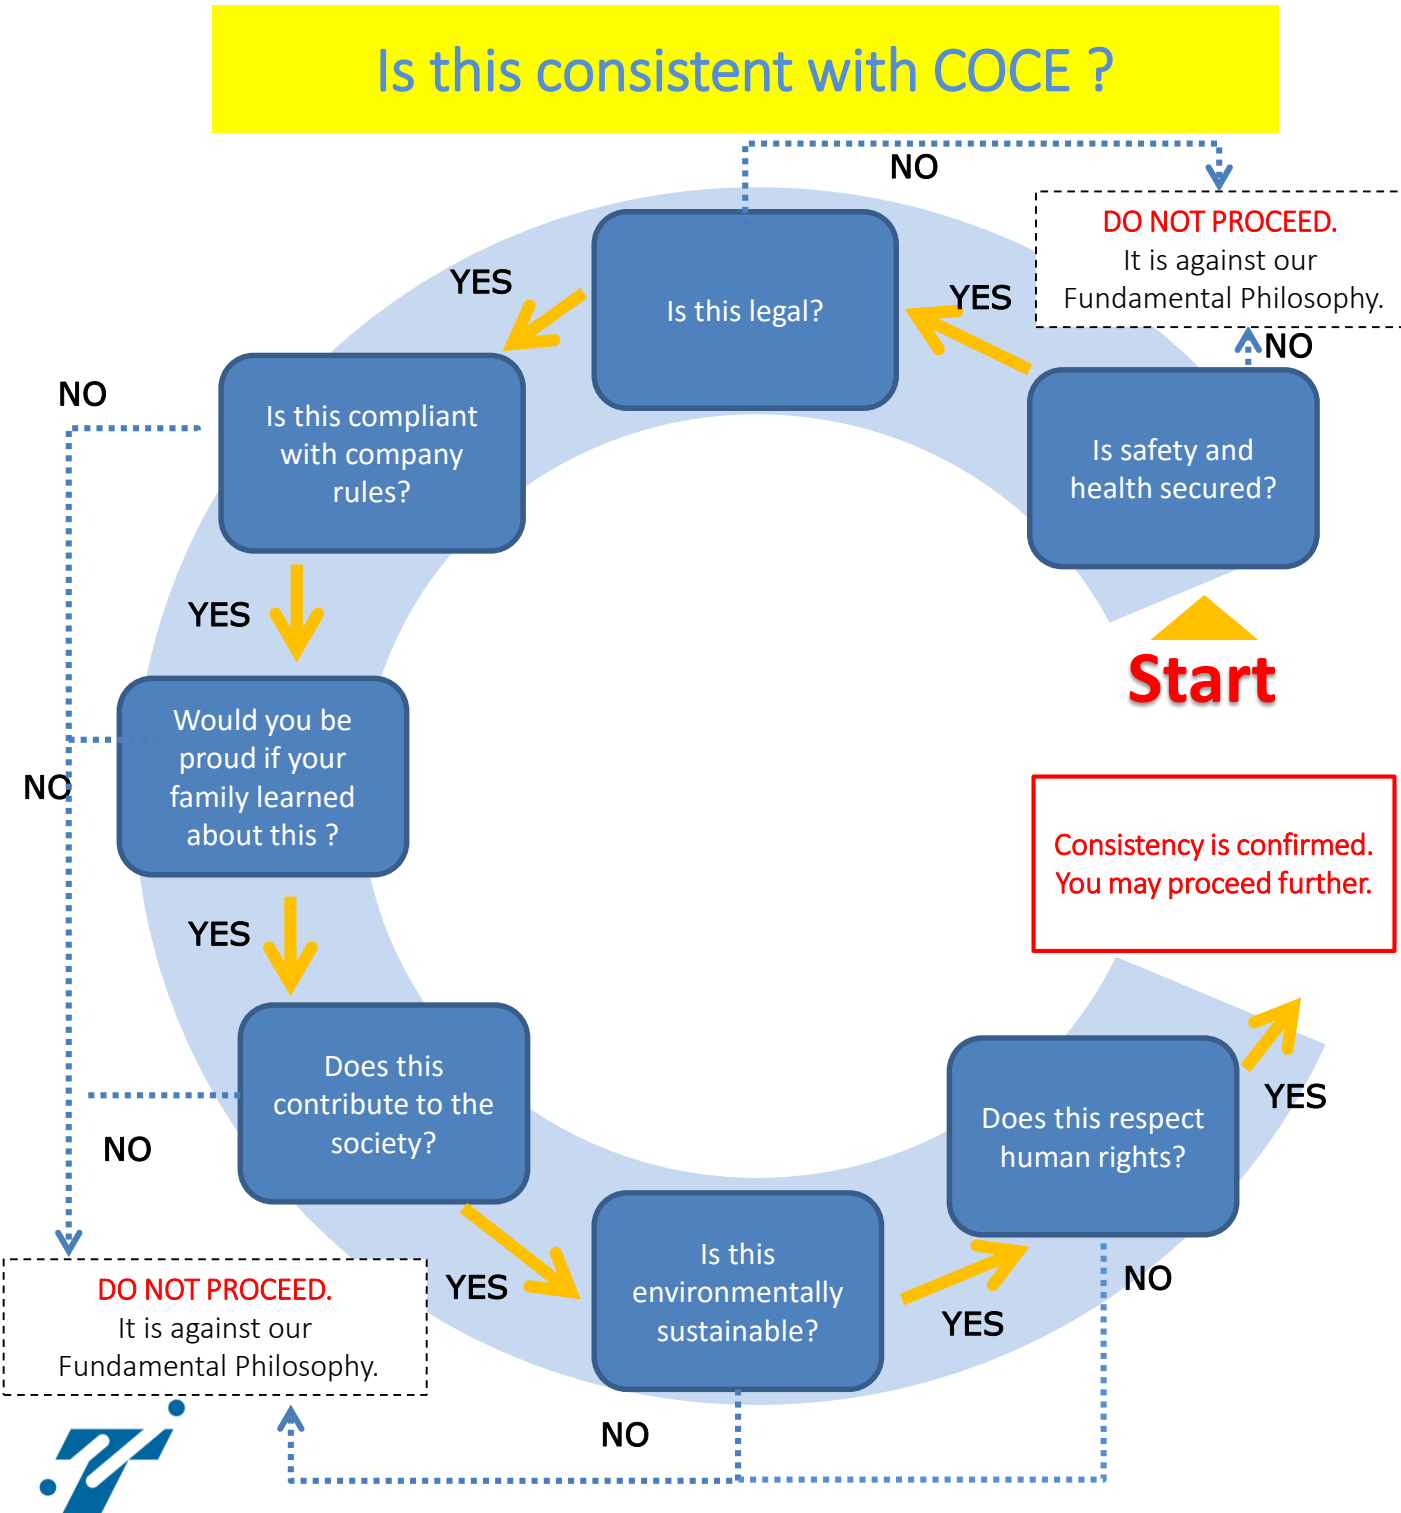 Is this consistent with COCE ?
NO
DO NOT PROCEED.
It is against our
Fundamental Philosophy.
YES
Is this legal?
YES
NO
NO
Is this compliant
with company
rules?
Is safety and
health secured?
YES
Start
Would you be
proud if your
family learned
about this ?
NO
Consistency is confirmed.
You may proceed further.
YES
Does this
contribute to the
society?
NO
Does this respect
human rights?
YES
Is this
environmentally
sustainable?
YES
YES
NO
DO NOT PROCEED.
It is against our
Fundamental Philosophy.
NO